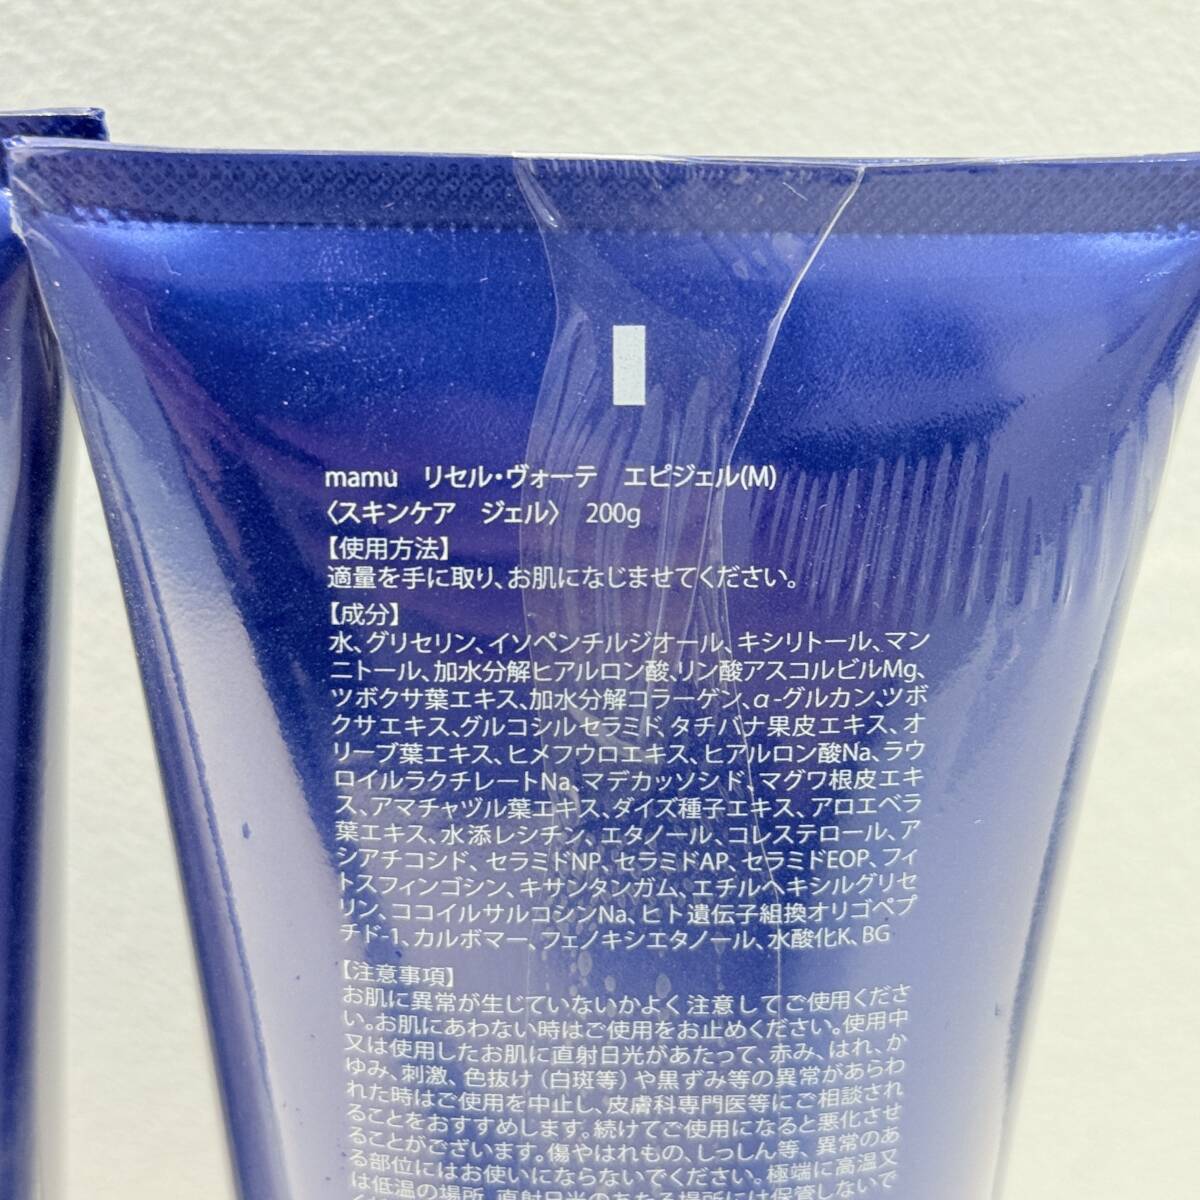 mamu リセル・ヴォーテ エピジェル(M)
〈スキンケア ジェル〉 200g
【使用方法】
適量を手に取り、お肌になじませてください。
【成分】
水、グリセリン、イソペンチルジオール、キシリトール、マン
ニトール、加水分解ヒアルロン酸、リン酸アスコルビルMg、
ツボクサ葉エキス、加水分解コラーゲン、α-グルカン、ツボ
クサエキス、グルコシルセラミド、タチバナ果皮エキス、オ
リーブ葉エキス、ヒメフウロエキス、ヒアルロン酸Na、ラウ
ロイルラクチレートNa、マデカッソシド、マグワ根皮エキ
ス、アマチャヅル葉エキス、ダイズ種子エキス、アロエベラ
葉エキス、水添レシチン、エタノール、コレステロール、ア
シアチコシド、セラミドNP、セラミドAP、セラミドEOP、フィ
トスフィンゴシン、キサンタンガム、エチルヘキシルグリセ
リン、ココイルサルコシンNa、ヒト遺伝子組換オリゴペプ
チド-1、カルボマー、フェノキシエタノール、水酸化K、BG
【注意事項】
お肌に異常が生じていないかよく注意してご使用くださ
い。お肌にあわない時はご使用をお止めください。使用中
又は使用したお肌に直射日光があたって、赤み、はれ、か
ゆみ、刺激、色抜け（白斑等）や黒ずみ等の異常があらわ
れた時はご使用を中止し、皮膚科専門医等にご相談され
ることをおすすめします。続けてご使用になると悪化させ
ることがございます。傷やはれもの、しっしん等、異常のあ
る部位にはお使いにならないでください。極端に高温又
は低温の場所、直射日光のあたる場所には保管しないで